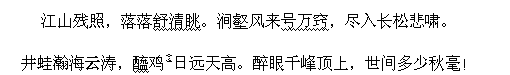 江山残照，落落舒清眺。涧壑风来号万窍，尽入长松悲啸。
井蛙瀚海云涛，醯鸡日远天高。醉眼千峰顶上，世间多少秋毫！